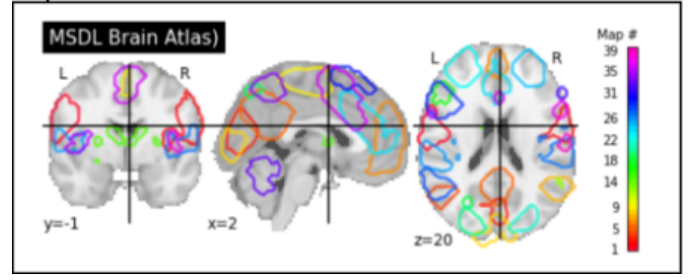 MSDL Brain Atlas)
Map #
L R
L R
39
35
31
26
22
18
14
9
5
1
y=-1
x=2
z=20